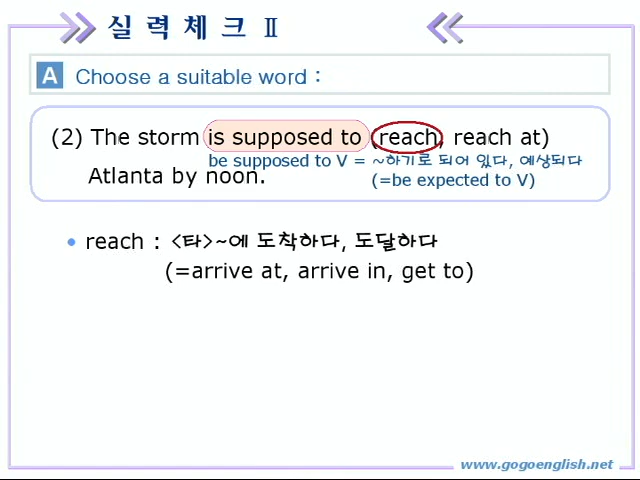 실 력 체 크 Ⅱ
A Choose a suitable word :
(2) The storm is supposed to (reach, reach at)
be supposed to V = ~하기로 되어 있다, 예상되다
Atlanta by noon.
(=be expected to V)
• reach : <타>~에 도착하다, 도달하다
(=arrive at, arrive in, get to)
www.gogoenglish.net